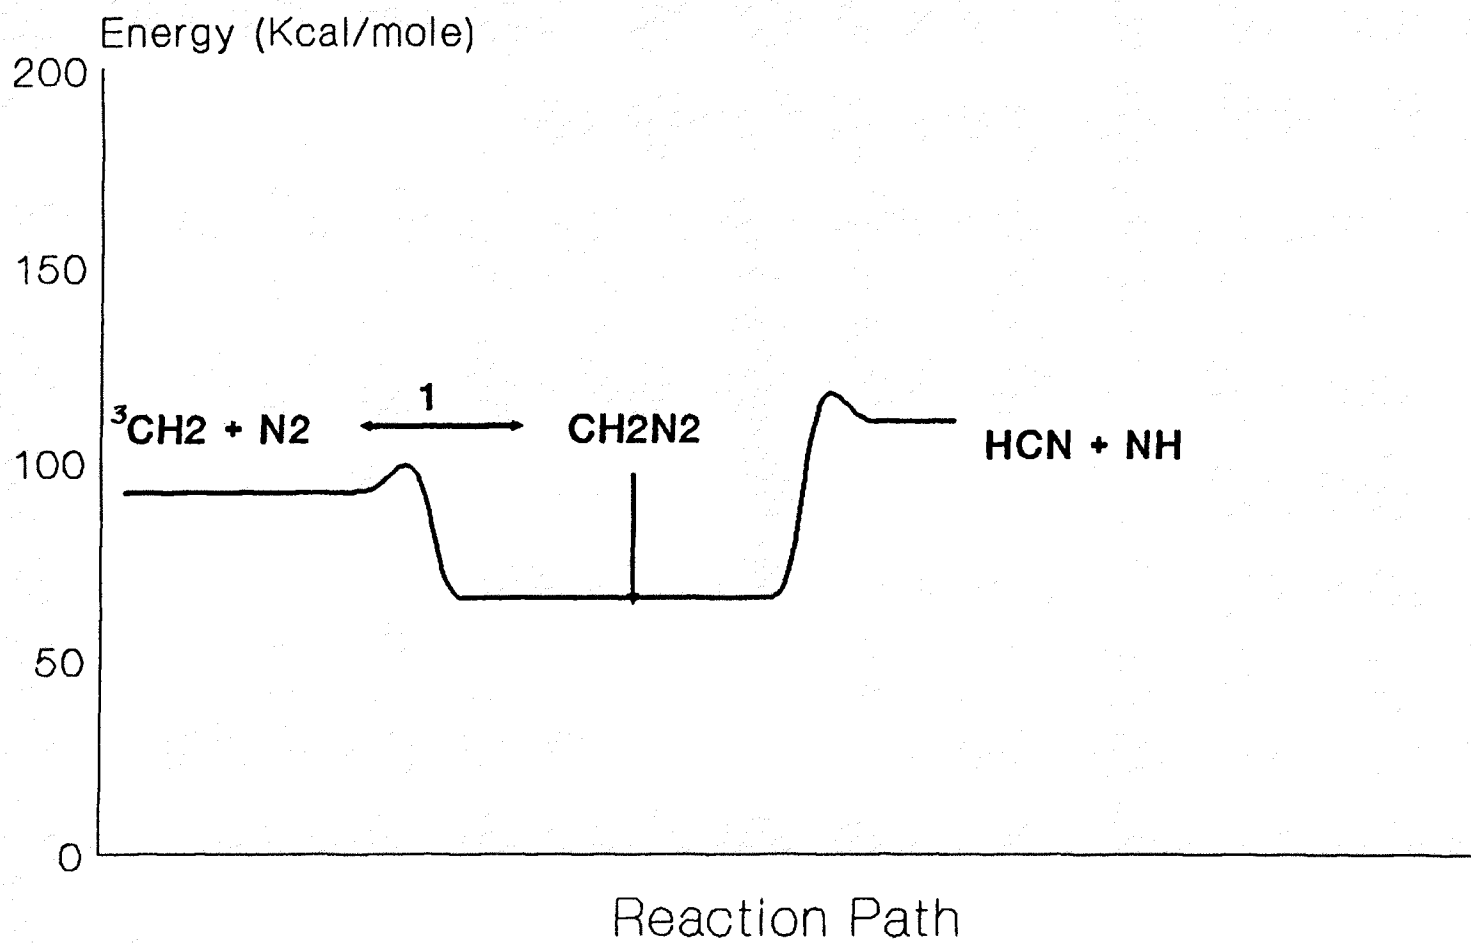 Energy (Kcal/mole)
200
150
1
³CH2 + N2
CH2N2
HCN + NH
100
50
0
Reaction Path